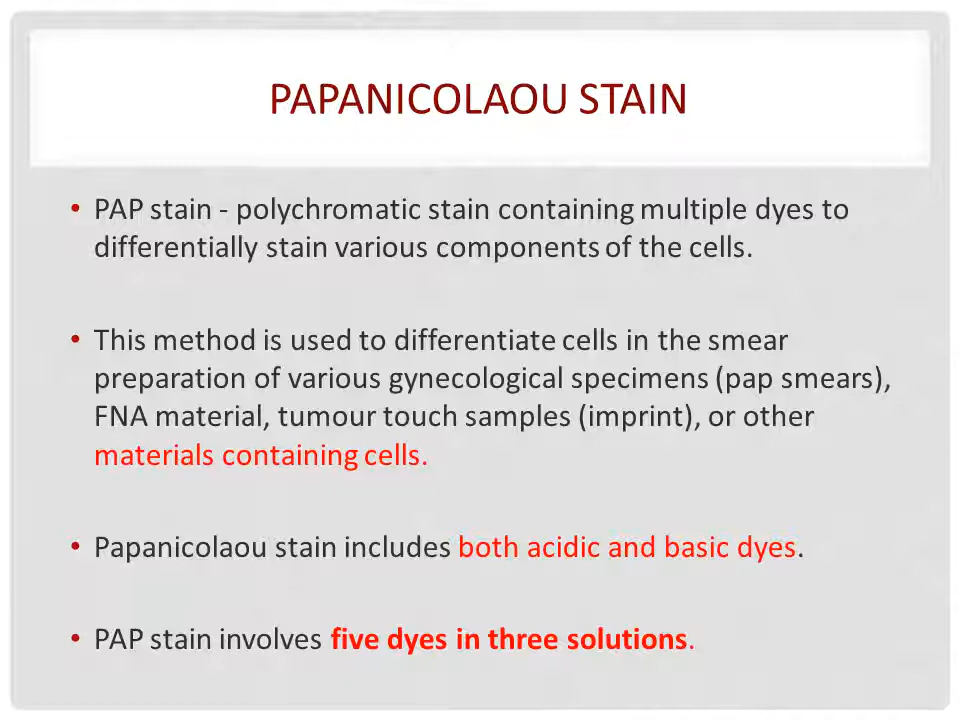 PAPANICOLAOU STAIN
• PAP stain - polychromatic stain containing multiple dyes to
differentially stain various components of the cells.
• This method is used to differentiate cells in the smear
preparation of various gynecological specimens (pap smears),
FNA material, tumour touch samples (imprint), or other
materials containing cells.
• Papanicolaou stain includes both acidic and basic dyes.
• PAP stain involves five dyes in three solutions.